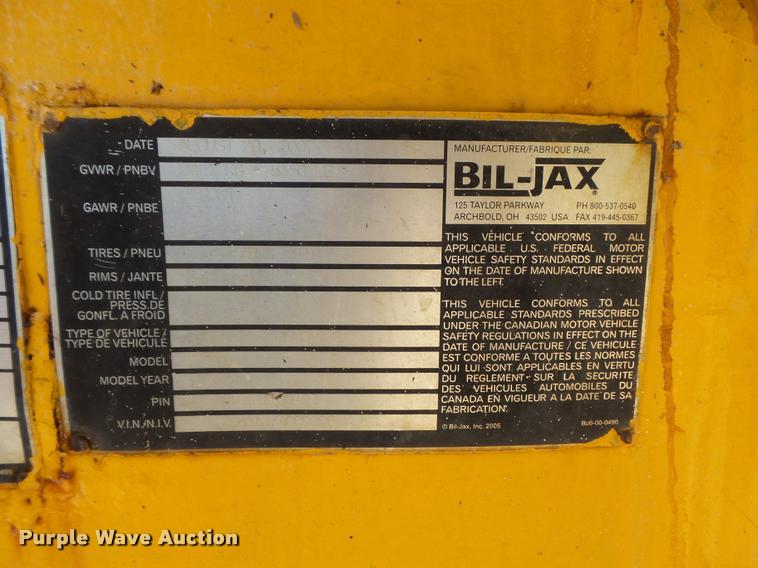 DATE
GVWR / PNBV
GAWR / PNBE
TIRES / PNEU
RIMS / JANTE
COLD TIRE INFL /
PRESS.DE
GONFL. A FROID
TYPE OF VEHICLE /
TYPE DE VEHICULE
MODEL
MODEL YEAR
PIN
V.I.N./N.I.V.
MANUFACTURER/FABRIQUE PAR:
BIL-JAX®
125 TAYLOR PARKWAY PH 800-537-0540
ARCHBOLD, OH 43502 USA FAX 419-445-0367
THIS VEHICLE CONFORMS TO ALL
APPLICABLE U.S. FEDERAL MOTOR
VEHICLE SAFETY STANDARDS IN EFFECT
ON THE DATE OF MANUFACTURE SHOWN
TO THE LEFT.
THIS VEHICLE CONFORMS .TO ALL
APPLICABLE STANDARDS PRESCRIBED
UNDER THE CANADIAN MOTOR VEHICLE
SAFETY REGULATIONS IN EFFECT ON THE
DATE OF MANUFACTURE / CE VEHICULE
EST CONFORME A TOUTES LES NORMES
QUI LUI SONT APPLICABLES EN VERTU
DU REGLEMENT SUR LA SECURITE
DES VEHICULES AUTOMOBILES DU
CANADA EN VIGUEUR A LA DATE DE SA
FABRICATION.
© Bil-Jax, Inc. 2005 BU6-00-0490
Purple Wave Auction